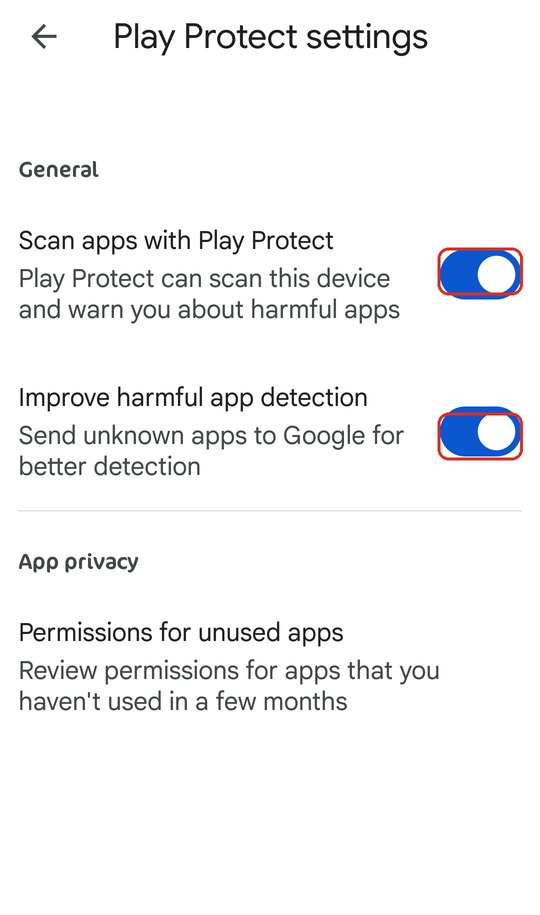 Play Protect settings
General
Scan apps with Play Protect
Play Protect can scan this device
and warn you about harmful apps
Improve harmful app detection
Send unknown apps to Google for
better detection
App privacy
Permissions for unused apps
Review permissions for apps that you
haven't used in a few months